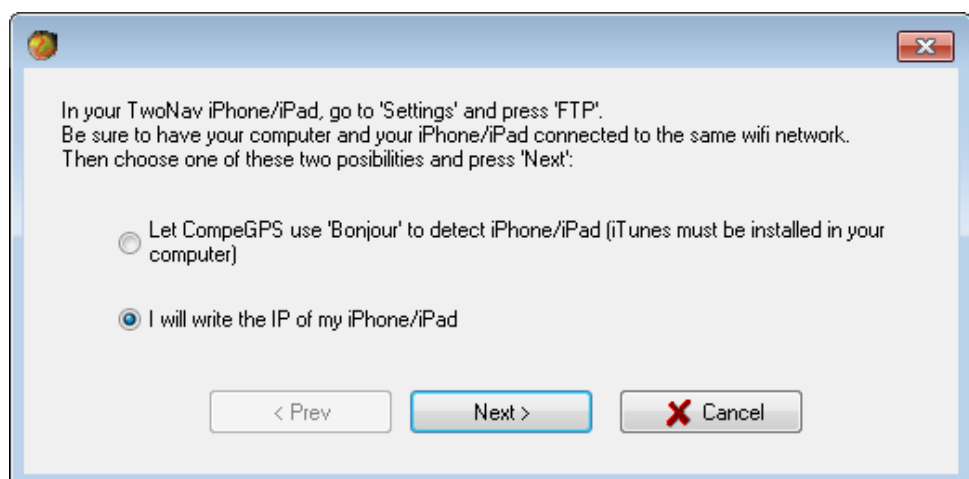 In your TwoNav iPhone/iPad, go to 'Settings' and press 'FTP'.
Be sure to have your computer and your iPhone/iPad connected to the same wifi network.
Then choose one of these two posibilities and press 'Next':
Let CompeGPS use 'Bonjour' to detect iPhone/iPad (iTunes must be installed in your
computer)
I will write the IP of my iPhone/iPad
< Prev
Next >
Cancel